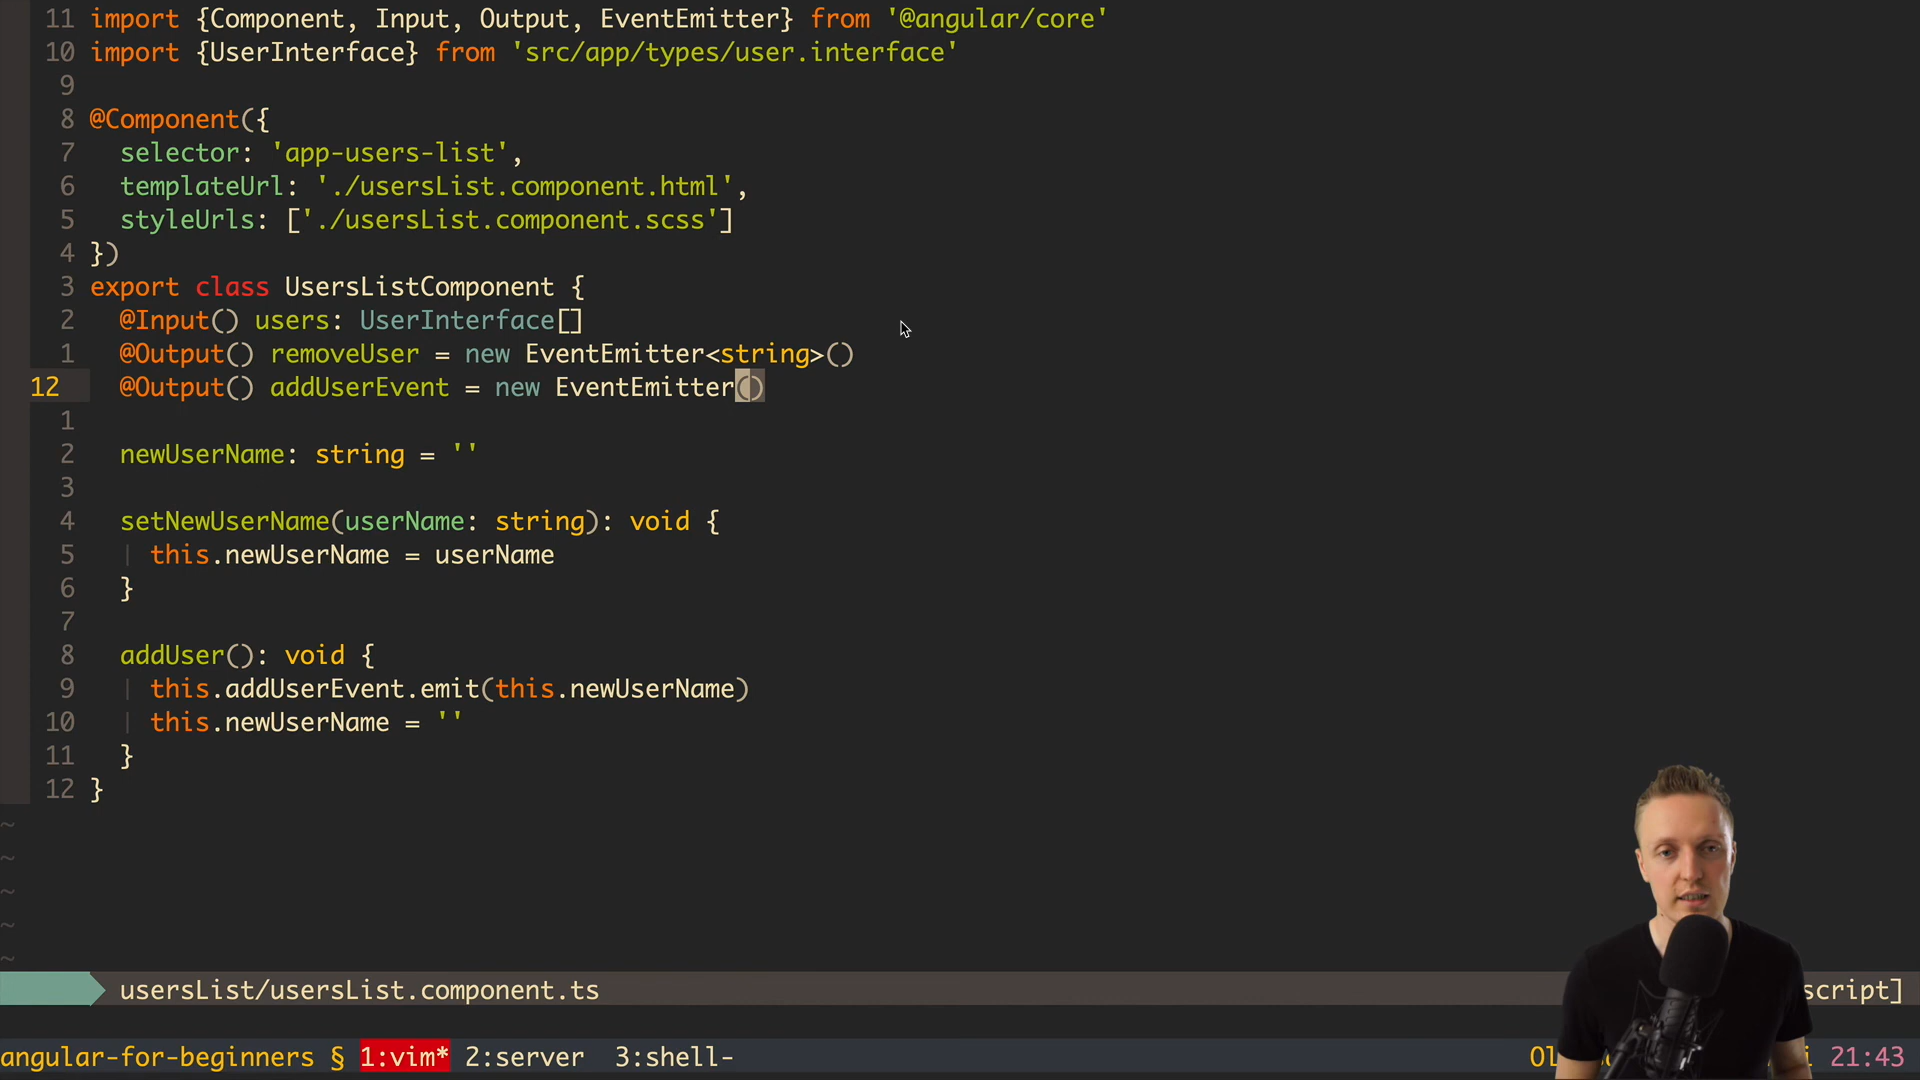 11 import {Component, Input, Output, EventEmitter} from '@angular/core'
10 import {UserInterface} from 'src/app/types/user.interface'
9
8 @Component({
7 selector: 'app-users-list',
6 templateUrl: './usersList.component.html',
5 styleUrls: ['./usersList.component.scss']
4 })
3 export class UsersListComponent {
2 @Input() users: UserInterface[]
1 @Output() removeUser = new EventEmitter<string>()
12 @Output() addUserEvent = new EventEmitter()
1
2 newUserName: string = ''
3
4 setNewUserName(userName: string): void {
5 this.newUserName = userName
6 }
7
8 addUser(): void {
9 this.addUserEvent.emit(this.newUserName)
10 this.newUserName = ''
11 }
12 }
~
~
~
~
~
usersList/usersList.component.ts script]
angular-for-beginners § 1:vim* 2:server 3:shell- 21:43